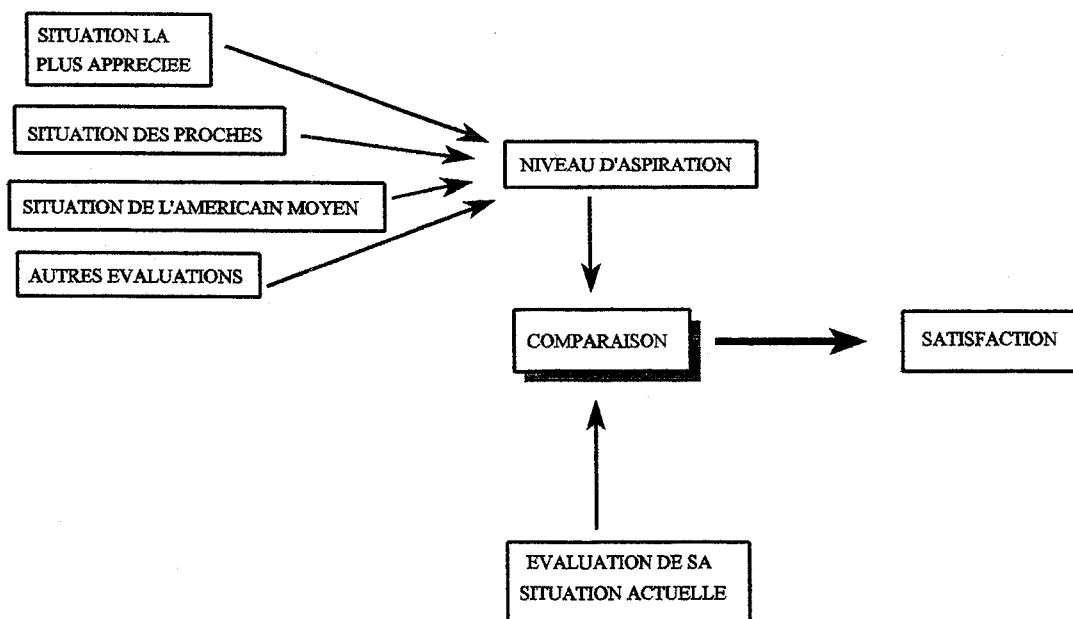 SITUATION LA
PLUS APPRECIEE
SITUATION DES PROCHES
SITUATION DE L'AMERICAIN MOYEN
AUTRES EVALUATIONS
NIVEAU D'ASPIRATION
COMPARAISON
SATISFACTION
EVALUATION DE SA
SITUATION ACTUELLE